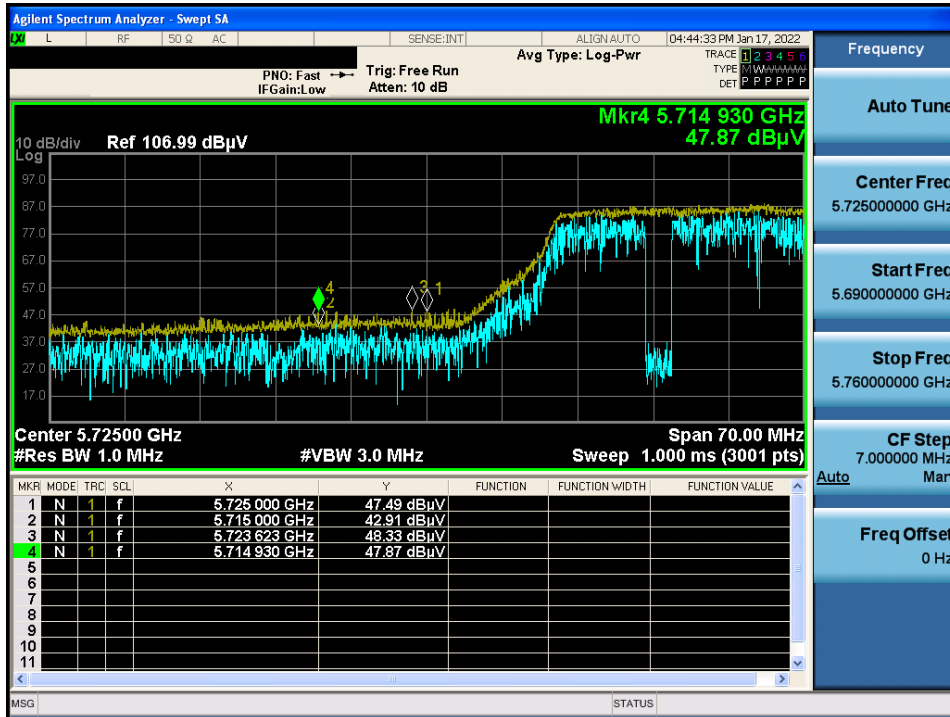 Agilent Spectrum Analyzer - Swept SA
LXI L RF 50 Ω AC SENSE:INT ALIGN AUTO 04:44:33 PM Jan 17, 2022
Frequency
PNO: Fast
IFGain:Low
Trig: Free Run
Atten: 10 dB
Avg Type: Log-Pwr
TRACE 1 2 3 4 5 6
TYPE MWWWWW
DET P P P P P P
Auto Tune
Mkr4 5.714 930 GHz
47.87 dBµV
10 dB/div Ref 106.99 dBµV
Log
97.0
87.0
77.0
67.0
57.0
47.0
37.0
27.0
17.0
4
2
3
1
Center Freq
5.725000000 GHz
Start Freq
5.690000000 GHz
Stop Freq
5.760000000 GHz
Center 5.72500 GHz Span 70.00 MHz
#Res BW 1.0 MHz #VBW 3.0 MHz Sweep 1.000 ms (3001 pts)
CF Step
7.000000 MHz
Auto Man
MKR MODE TRC SCL X Y FUNCTION FUNCTION WIDTH FUNCTION VALUE
1 N 1 f 5.725 000 GHz 47.49 dBµV
2 N 1 f 5.715 000 GHz 42.91 dBµV
3 N 1 f 5.723 623 GHz 48.33 dBµV
4 N 1 f 5.714 930 GHz 47.87 dBµV
5
6
7
8
9
10
11
Freq Offset
0 Hz
MSG STATUS